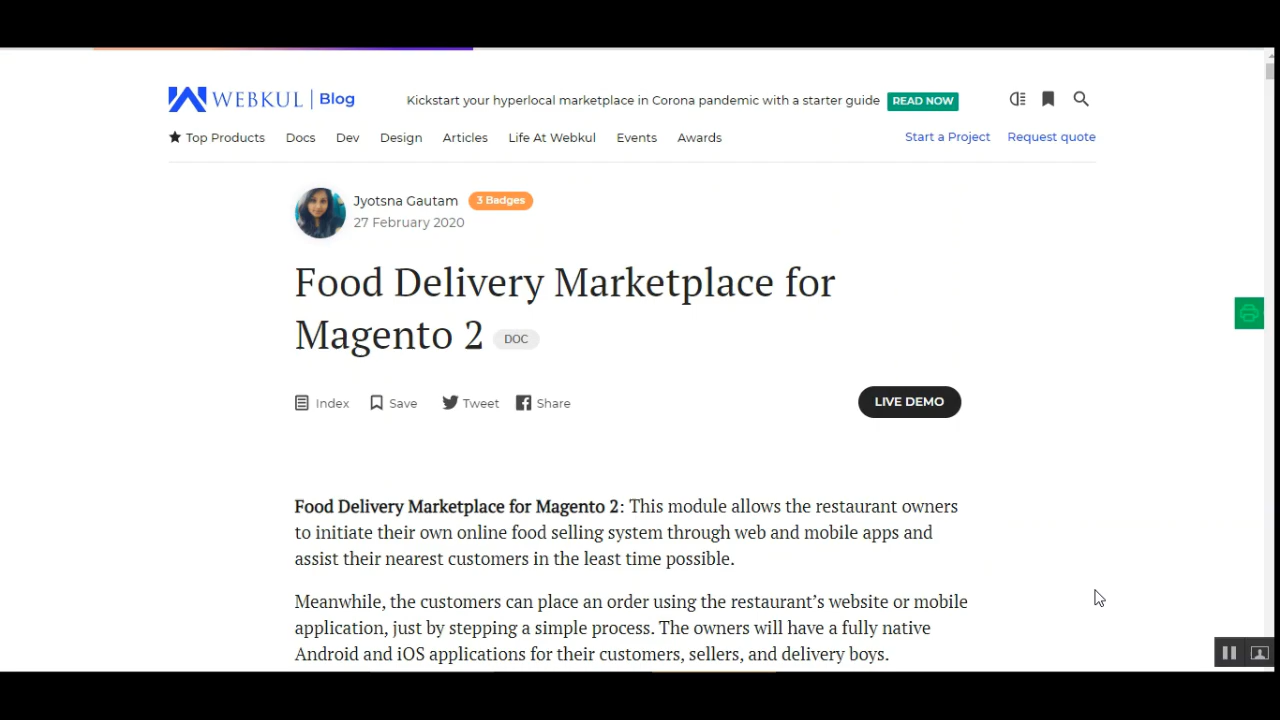 WEBKUL | Blog
Kickstart your hyperlocal marketplace in Corona pandemic with a starter guide READ NOW
Top Products Docs Dev Design Articles Life At Webkul Events Awards Start a Project Request quote
Jyotsna Gautam 3 Badges
27 February 2020
Food Delivery Marketplace for
Magento 2 DOC
Index Save Tweet Share LIVE DEMO
Food Delivery Marketplace for Magento 2: This module allows the restaurant owners
to initiate their own online food selling system through web and mobile apps and
assist their nearest customers in the least time possible.
Meanwhile, the customers can place an order using the restaurant’s website or mobile
application, just by stepping a simple process. The owners will have a fully native
Android and iOS applications for their customers, sellers, and delivery boys.